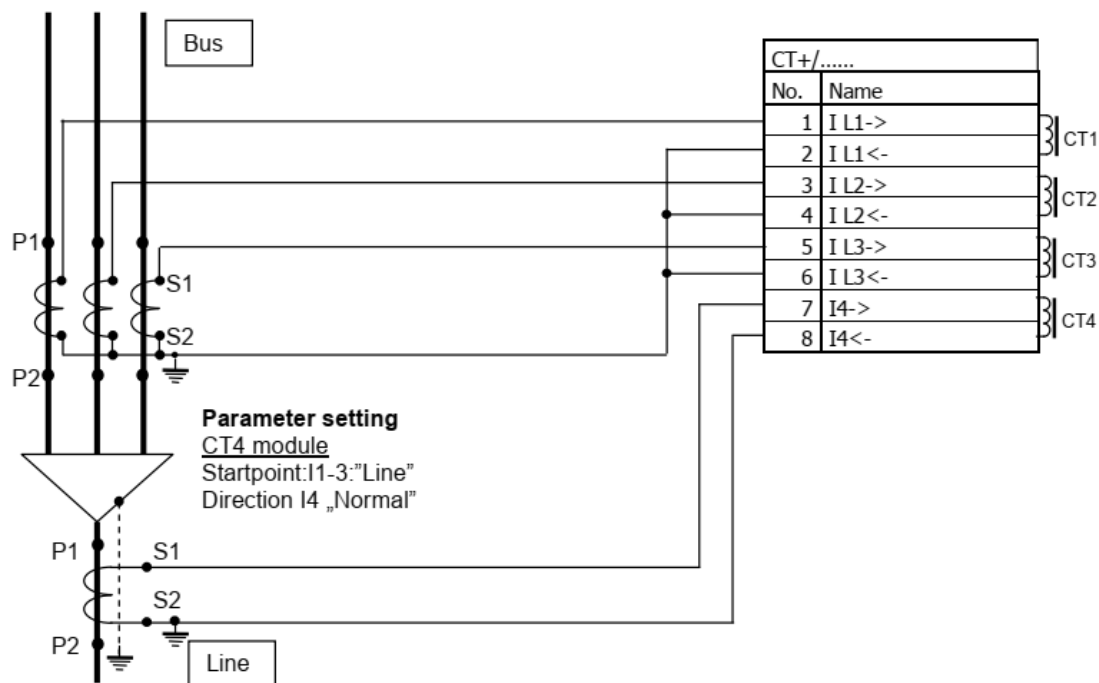 Bus
CT+/......
No. Name
1 I L1->
2 I L1<-
CT1
3 I L2->
4 I L2<-
CT2
5 I L3->
6 I L3<-
CT3
7 I4->
8 I4<-
CT4
P1
S1
S2
P2
Parameter setting
CT4 module
Startpoint:I1-3:”Line”
Direction I4 „Normal”
P1
S1
S2
P2
Line